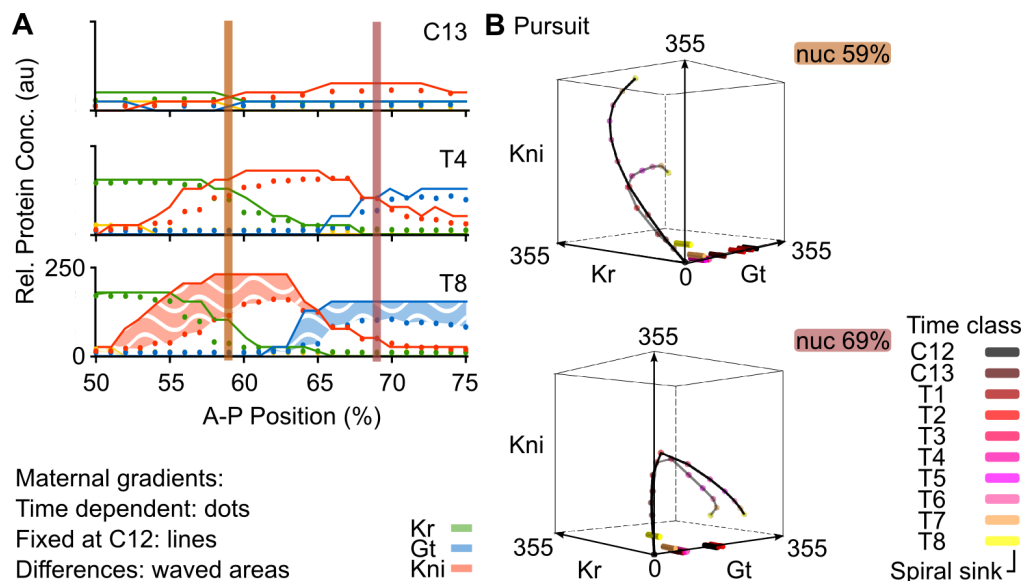 A
C13
T4
T8
Rel. Protein Conc. (au)
250
0
50 55 60 65 70 75
A-P Position (%)
Maternal gradients:
Time dependent: dots
Fixed at C12: lines
Differences: waved areas
Kr
Gt
Kni
B Pursuit
nuc 59%
355
Kni
355
Kr
0
Gt
355
nuc 69%
355
Kni
355
Kr
0
Gt
355
Time class
C12
C13
T1
T2
T3
T4
T5
T6
T7
T8
Spiral sink